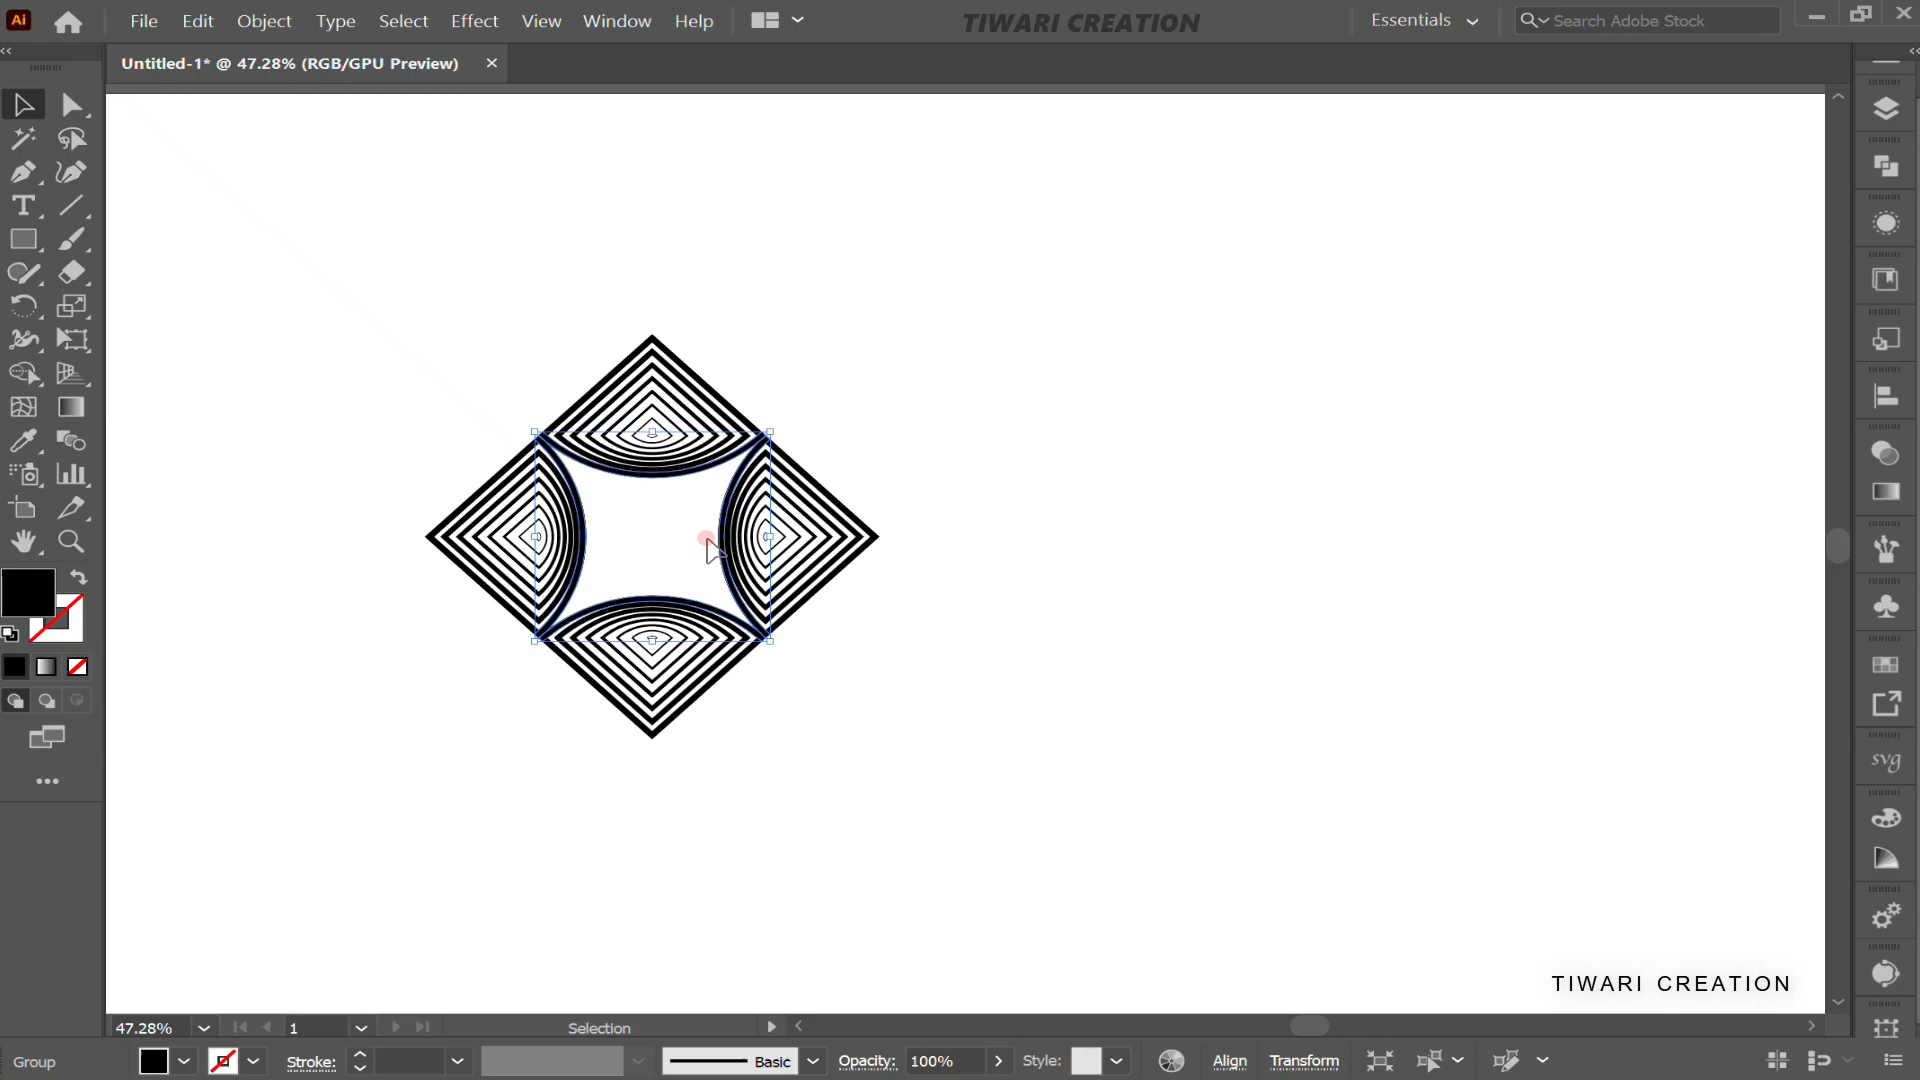 Ai File Edit Object Type Select Effect View Window Help TIWARI CREATION Essentials Search Adobe Stock
Untitled-1* @ 47.28% (RGB/GPU Preview)
T
svg
TIWARI CREATION
47.28% 1 Selection
Group Stroke: Basic Opacity: 100% Style: Align Transform